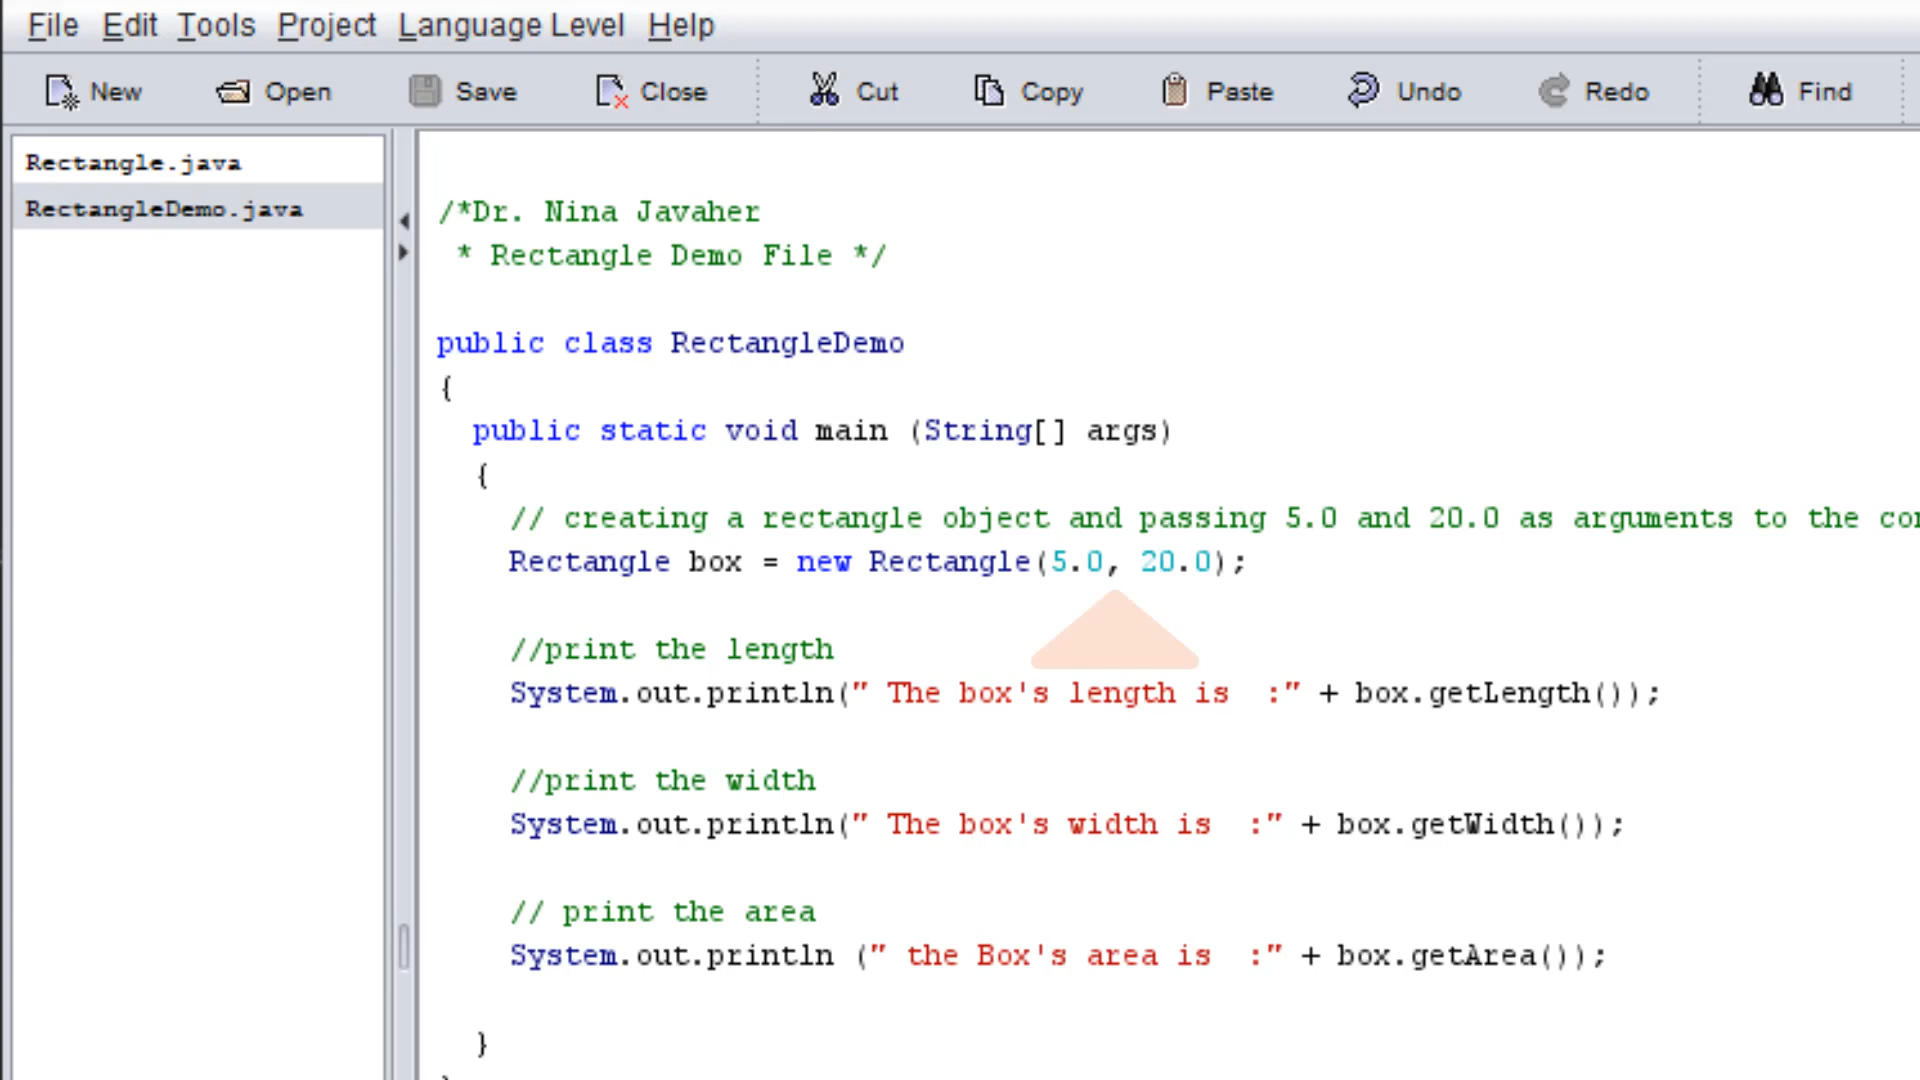 File Edit Tools Project Language Level Help
New Open Save Close Cut Copy Paste Undo Redo Find
Rectangle.java
RectangleDemo.java
/*Dr. Nina Javaher
* Rectangle Demo File */
public class RectangleDemo
{
public static void main (String[] args)
{
// creating a rectangle object and passing 5.0 and 20.0 as arguments to the
Rectangle box = new Rectangle(5.0, 20.0);
//print the length
System.out.println(" The box's length is  :" + box.getLength());
//print the width
System.out.println(" The box's width is  :" + box.getWidth());
// print the area
System.out.println (" the Box's area is  :" + box.getArea());
}